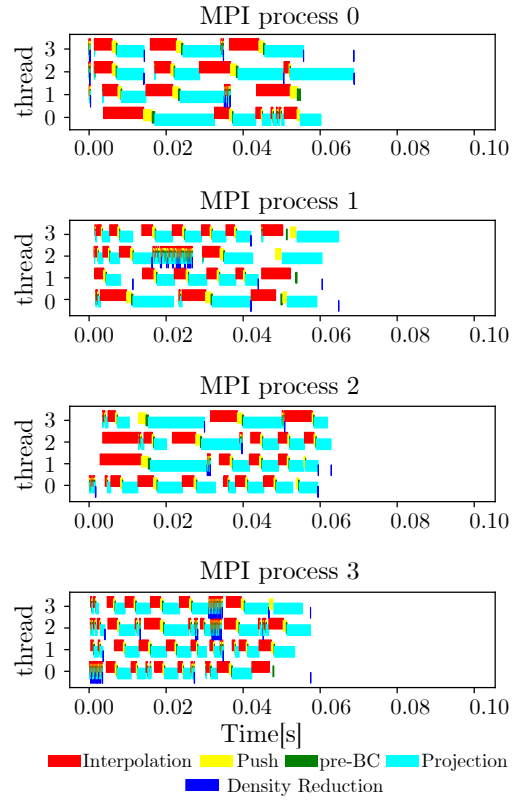 MPI process 0
thread
3
2
1
0
0.00 0.02 0.04 0.06 0.08 0.10
MPI process 1
thread
3
2
1
0
0.00 0.02 0.04 0.06 0.08 0.10
MPI process 2
thread
3
2
1
0
0.00 0.02 0.04 0.06 0.08 0.10
MPI process 3
thread
3
2
1
0
0.00 0.02 0.04 0.06 0.08 0.10
Time[s]
Interpolation Push pre-BC Projection
Density Reduction